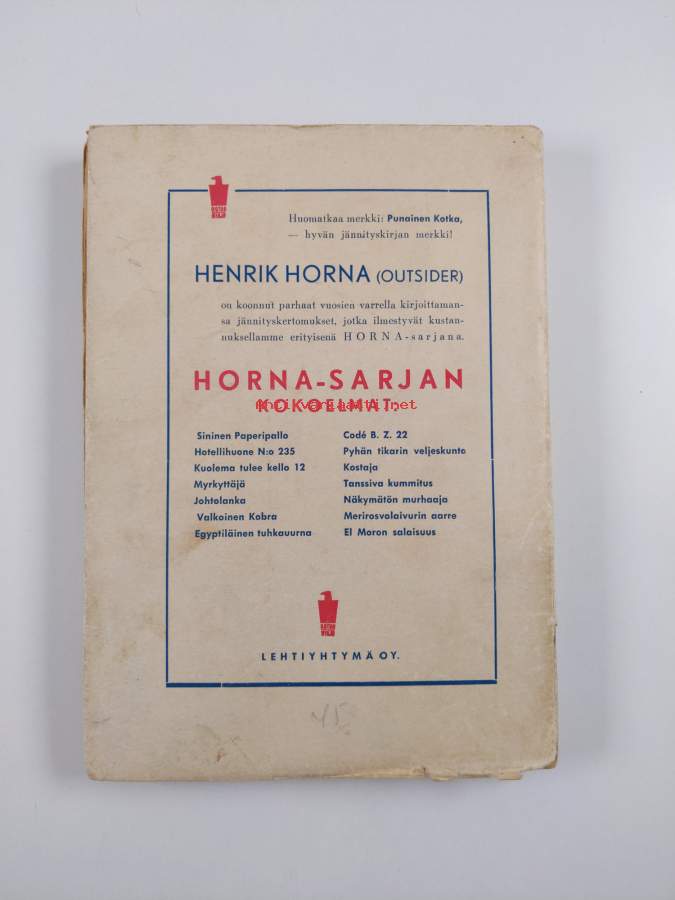 Huomatkaa merkki: Punainen Kotka,
— hyvän jännityskirjan merkki!
HENRIK HORNA (OUTSIDER)
on koonnut parhaat vuosien varrella kirjoittaman-
sa jännityskertomukset, jotka ilmestyvät kustan-
nuksellamme erityisenä HORNA-sarjana.
HORNA-SARJAN
KOKOELMAT:
Sininen Paperipallo
Hotellihuone N:o 235
Kuolema tulee kello 12
Myrkyttäjä
Johtolanka
Valkoinen Kobra
Egyptiläinen tuhkauurna
Codé B. Z. 22
Pyhän tikarin veljeskunta
Kostaja
Tanssiva kummitus
Näkymätön murhaaja
Merirosvolaivurin aarre
El Moron salaisuus
LEHTIYHTYMÄ OY.
45